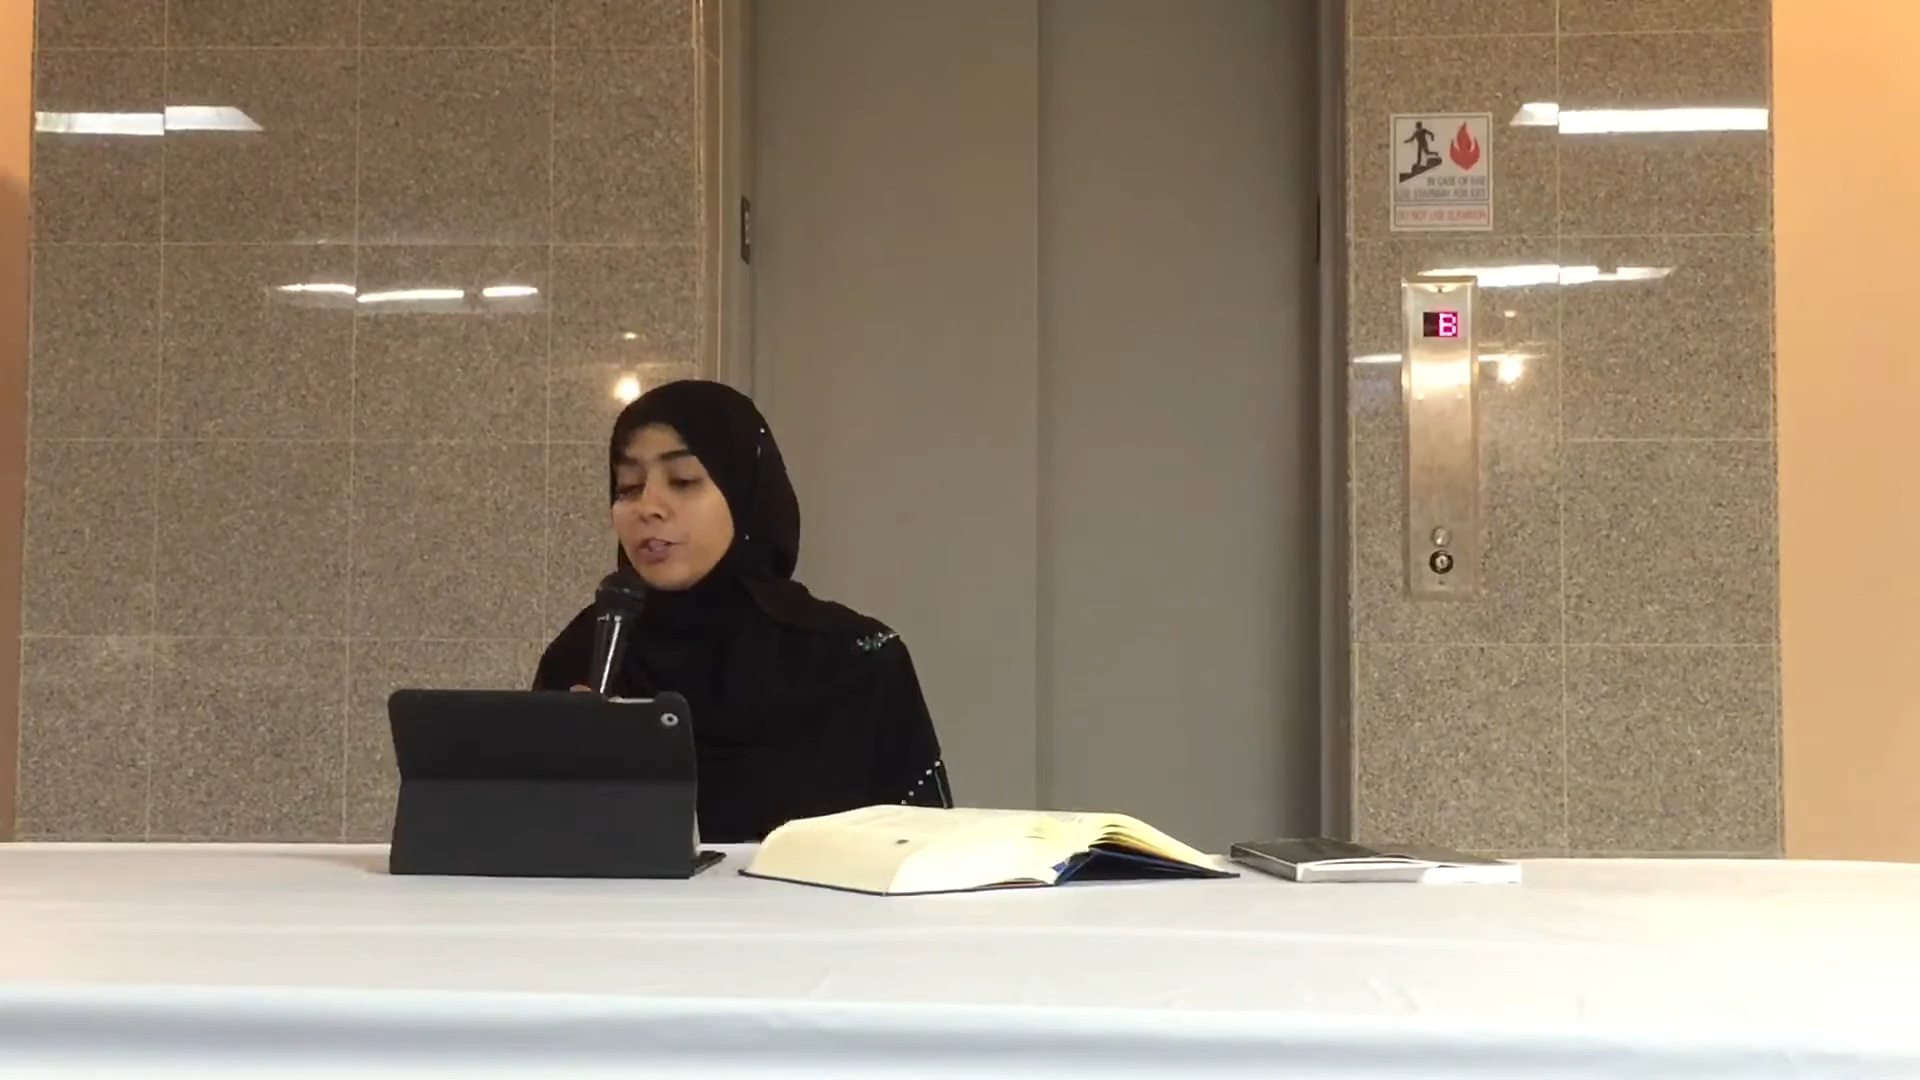 IN CASE OF FIRE
USE STAIRWAY FOR EXIT
DO NOT USE ELEVATOR
B